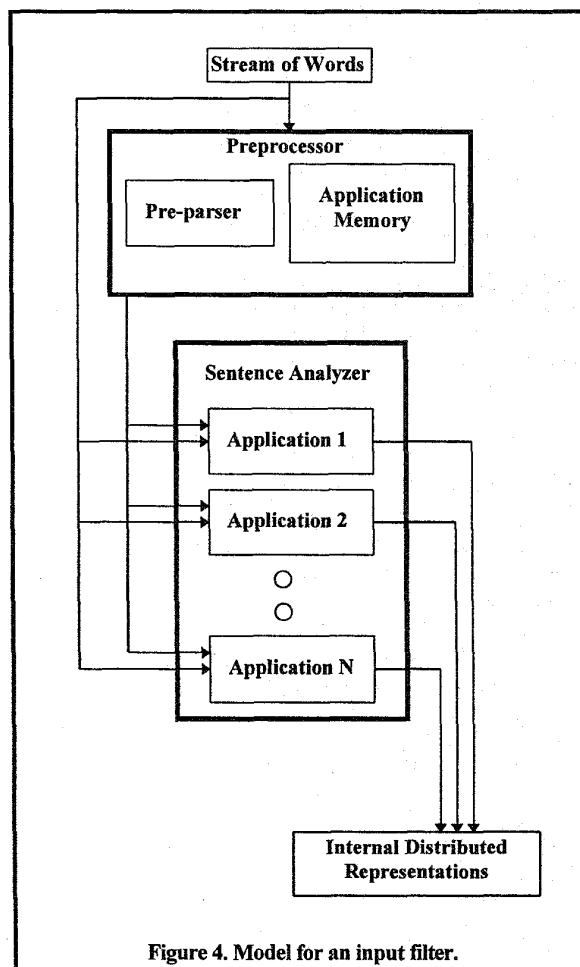 Stream of Words
Preprocessor
Pre-parser
Application
Memory
Sentence Analyzer
Application 1
Application 2
Application N
Internal Distributed
Representations
Figure 4. Model for an input filter.